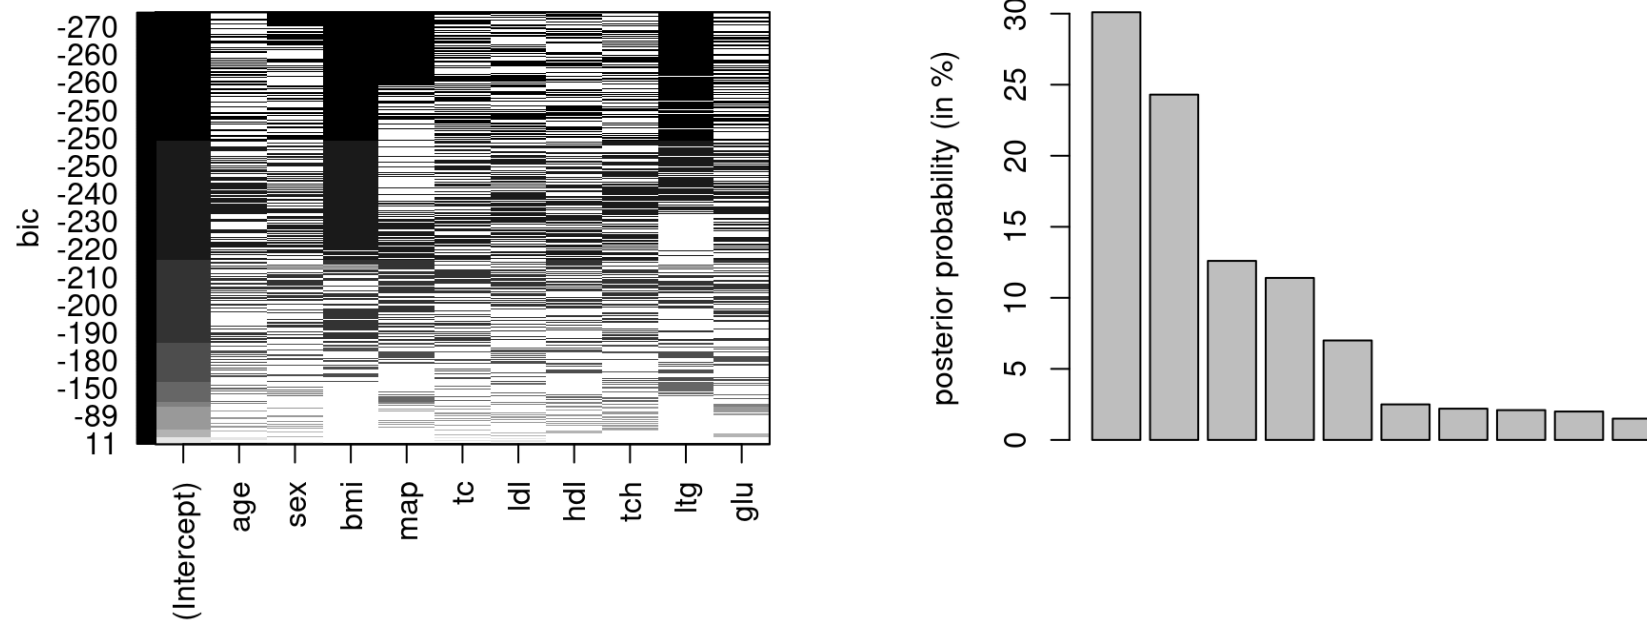 bic
-270
-260
-260
-250
-250
-250
-240
-230
-220
-210
-200
-190
-180
-150
-89
11
(Intercept)
age
sex
bmi
map
tc
ldl
hdl
tch
ltg
glu
posterior probability (in %)
30
25
20
15
10
5
0